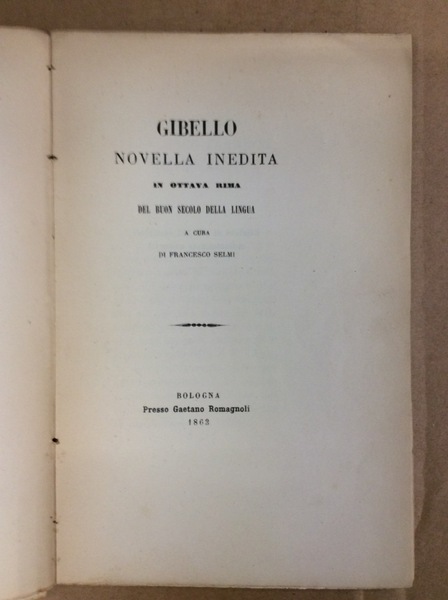 GIBELLO
NOVELLA INEDITA
IN OTTAVA RIMA
DEL BUON SECOLO DELLA LINGUA
A CURA
DI FRANCESCO SELMI
BOLOGNA
Presso Gaetano Romagnoli
1863